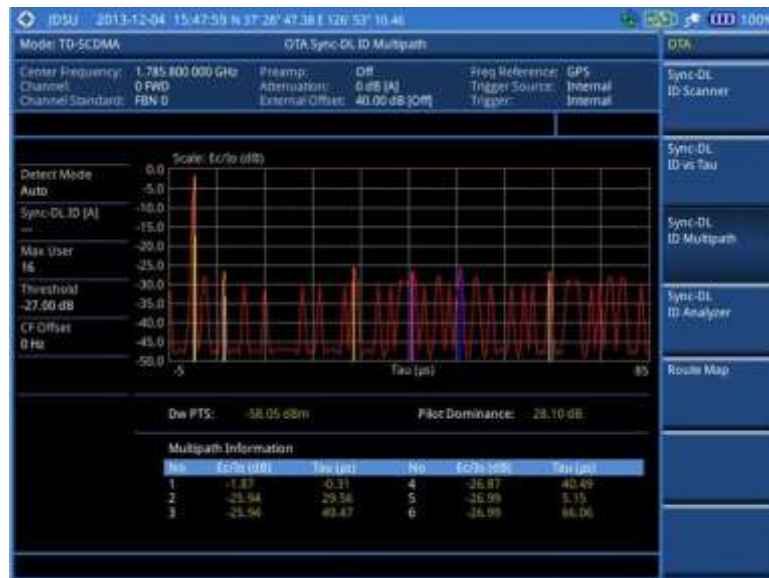 JDSU 2013-12-04 15:47:59 N 37° 28' 47.38 E 126° 53' 10.46 100%
Mode: TD-SCDMA OTA Sync-DL ID Multipath OTA
Center Frequency: 1.785 800 000 GHz Preamp: Off Freq Reference: GPS
Channel: 0 FWD Attenuation: 0 dB [A] Trigger Source: Internal
Channel Standard: FBN 0 External Offset: 40.00 dB [Off] Trigger: Internal
Sync-DL
ID Scanner
Sync-DL
ID vs Tau
Sync-DL
ID Multipath
Sync-DL
ID Analyzer
Route Map
Detect Mode
Auto
Sync-DL ID [A]
---
Max User
16
Threshold
-27.00 dB
CF Offset
0 Hz
Scale: Ec/Io (dB)
0.0
-5.0
-10.0
-15.0
-20.0
-25.0
-30.0
-35.0
-40.0
-45.0
-50.0
-5 Tau (µs) 85
Dw PTS: -58.05 dBm Pilot Dominance: 28.10 dB
Multipath Information
No Ec/Io (dB) Tau (µs) No Ec/Io (dB) Tau (µs)
1 -1.87 -0.31 4 -26.87 40.49
2 -25.94 29.56 5 -26.99 5.15
3 -25.94 49.47 6 -26.99 66.06